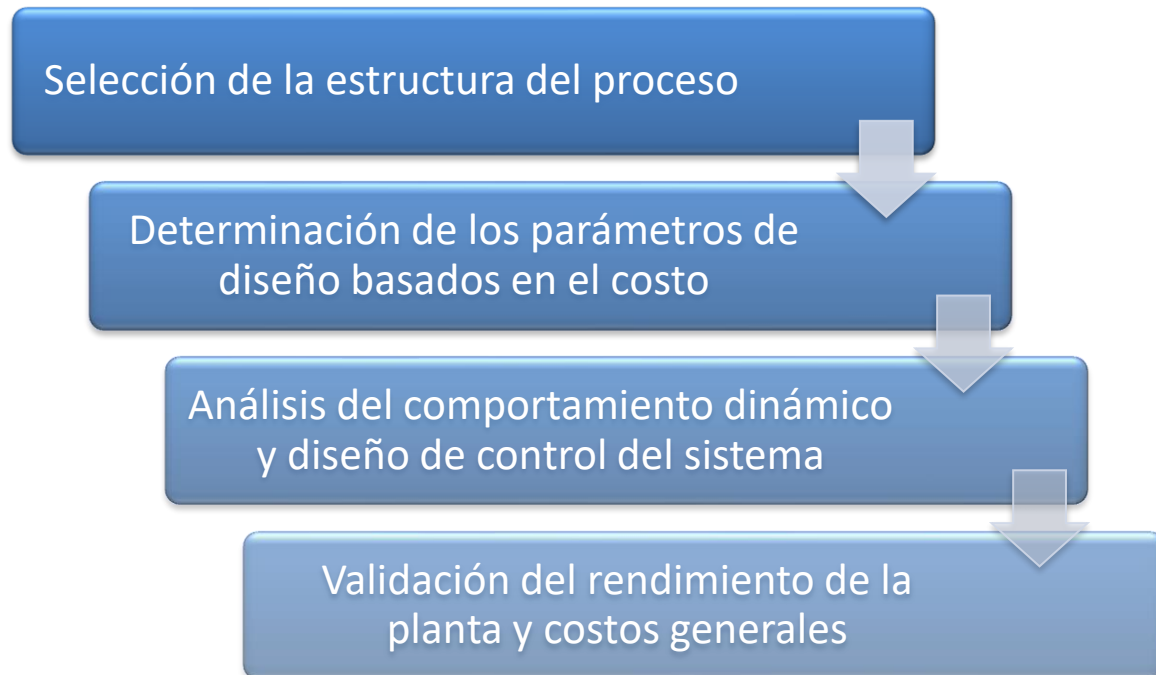 Selección de la estructura del proceso
Determinación de los parámetros de
diseño basados en el costo
Análisis del comportamiento dinámico
y diseño de control del sistema
Validación del rendimiento de la
planta y costos generales